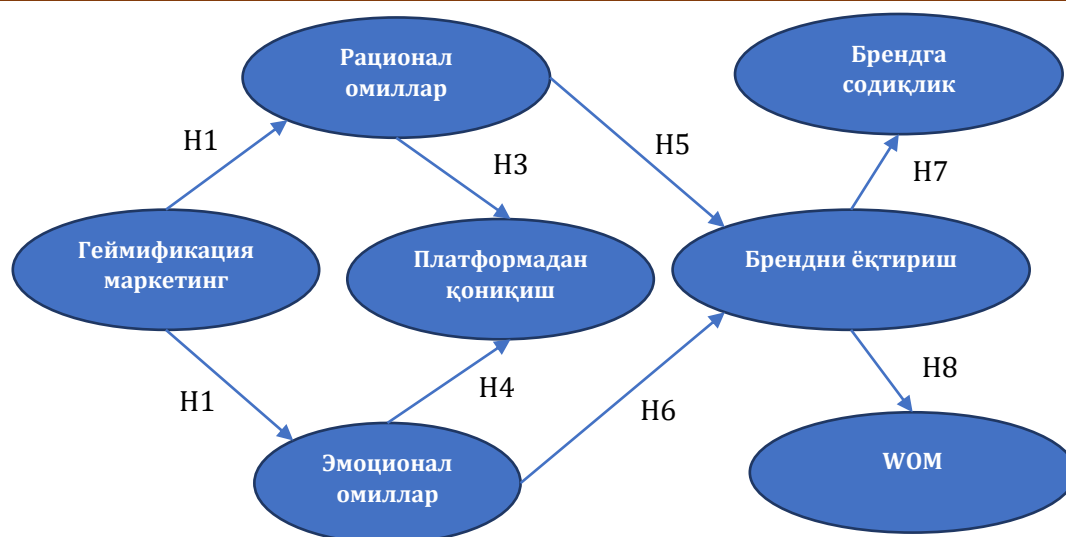 Рационал
омиллар
Брендга
содиқлик
H1
H5
H3
H7
Геймификация
маркетинг
Платформадан
қониқиш
Брендни ёқтириш
H1
H4
H6
H8
Эмоционал
омиллар
WOM